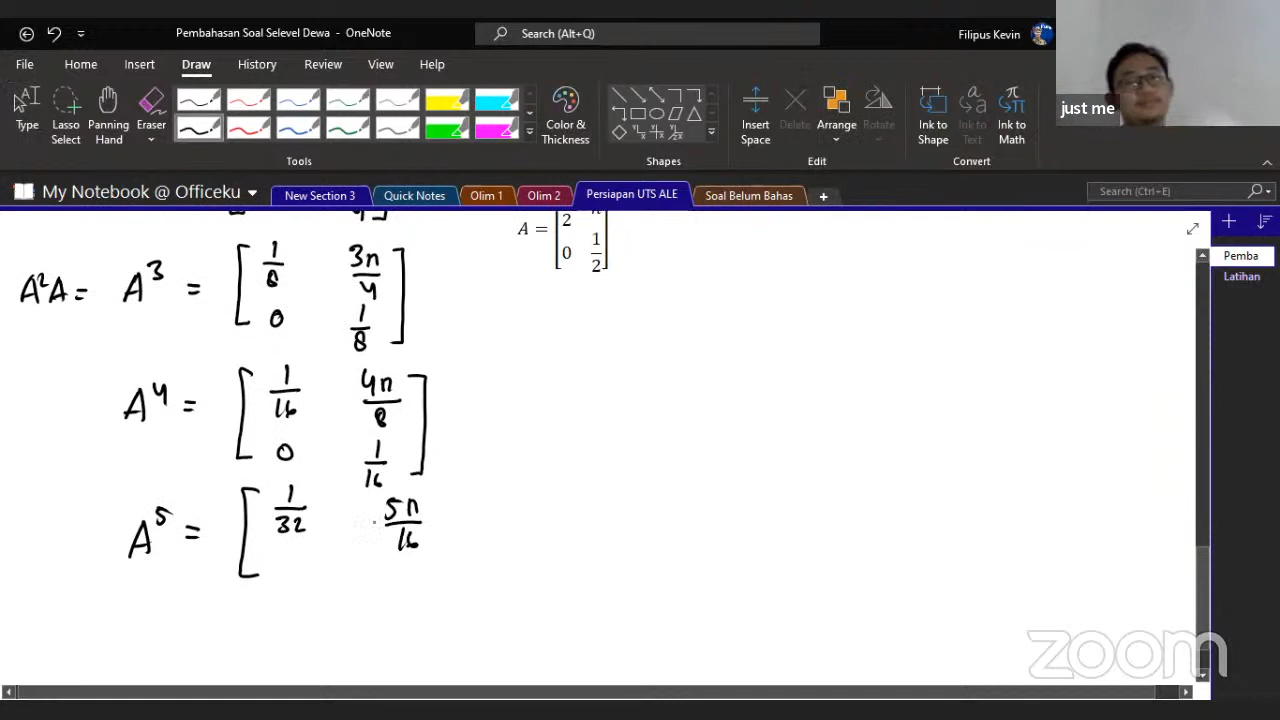 Pembahasan Soal Selevel Dewa - OneNote
Search (Alt+Q)
Filipus Kevin
just me
File Home Insert Draw History Review View Help
Type
Lasso Select
Panning Hand
Eraser
Color & Thickness
Insert Space
Delete
Arrange
Rotate
Ink to Shape
Ink to Text
Ink to Math
Tools
Shapes
Edit
Convert
My Notebook @ Officeku
New Section 3
Quick Notes
Olim 1
Olim 2
Persiapan UTS ALE
Soal Belum Bahas
Search (Ctrl+E)
Pemba
Latihan
A = [2 n; 0 1/2]
A²A = A³ = [1/8 3n/4; 0 1/8]
A⁴ = [1/16 4n/8; 0 1/16]
A⁵ = [1/32 5n/16
zoom